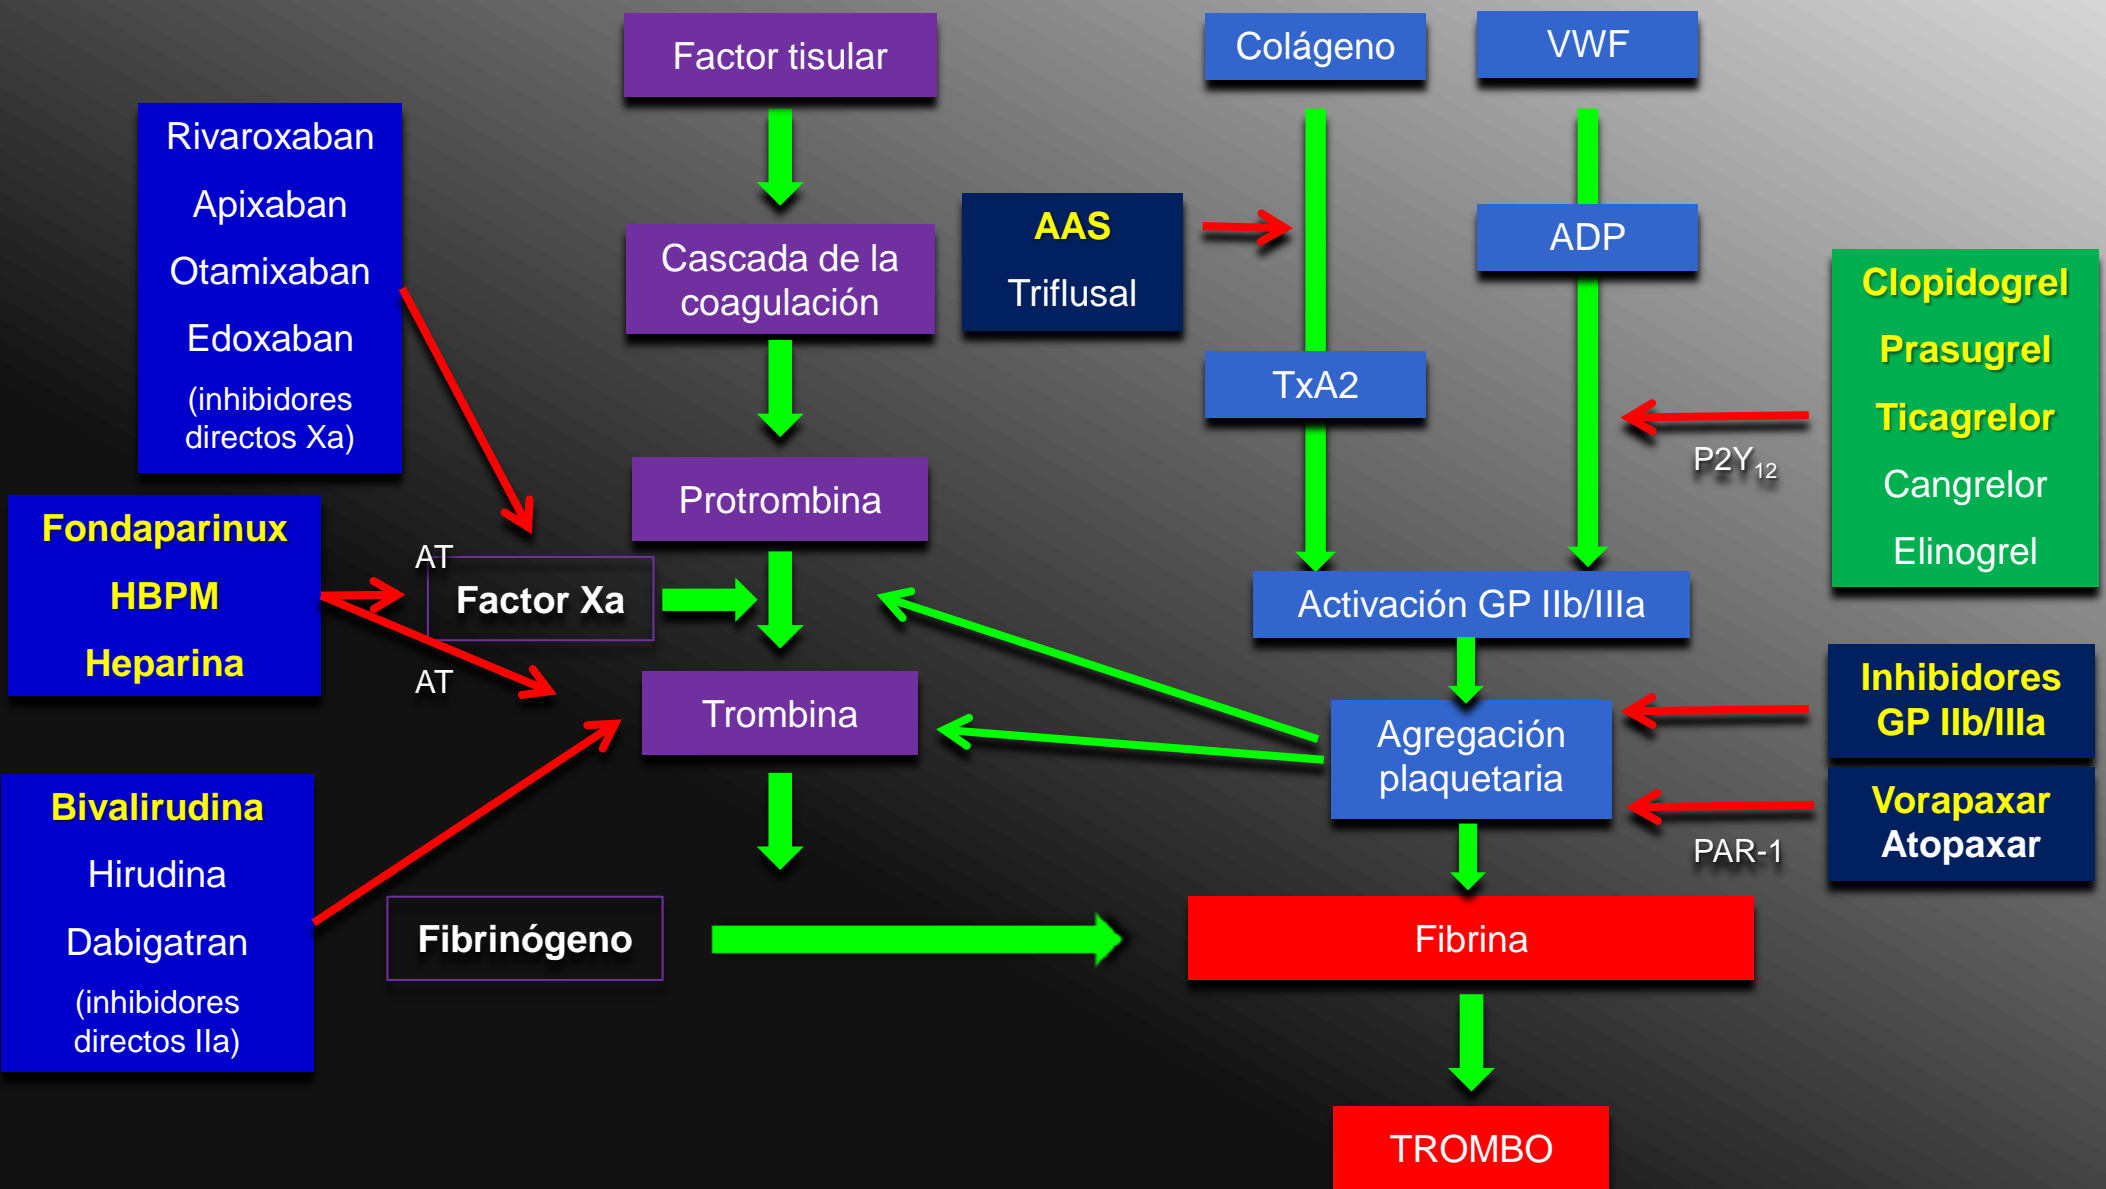 Factor tisular
Colágeno
VWF
Rivaroxaban
Apixaban
Otamixaban
Edoxaban
(inhibidores
directos Xa)
Cascada de la
coagulación
AAS
Triflusal
ADP
TxA2
Clopidogrel
Prasugrel
Ticagrelor
Cangrelor
Elinogrel
P2Y₁₂
Protrombina
Fondaparinux
HBPM
Heparina
AT
Factor Xa
AT
Activación GP IIb/IIIa
Trombina
Agregación
plaquetaria
Inhibidores
GP IIb/IIIa
Vorapaxar
Atopaxar
PAR-1
Bivalirudina
Hirudina
Dabigatran
(inhibidores
directos IIa)
Fibrinógeno
Fibrina
TROMBO